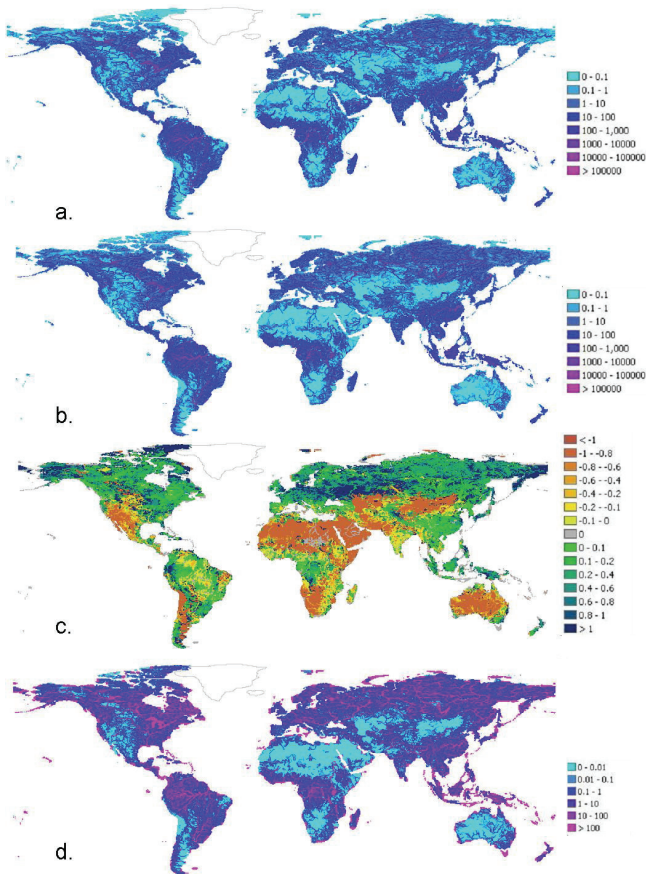 0 - 0.1
0.1 - 1
1 - 10
10 - 100
100 - 1,000
1000 - 10000
10000 - 100000
> 100000
a.
0 - 0.1
0.1 - 1
1 - 10
10 - 100
100 - 1,000
1000 - 10000
10000 - 100000
> 100000
b.
< -1
-1 - -0.8
-0.8 - -0.6
-0.6 - -0.4
-0.4 - -0.2
-0.2 - -0.1
-0.1 - 0
0
0 - 0.1
0.1 - 0.2
0.2 - 0.4
0.4 - 0.6
0.6 - 0.8
0.8 - 1
> 1
c.
0 - 0.01
0.01 - 0.1
0.1 - 1
1 - 10
10 - 100
> 100
d.